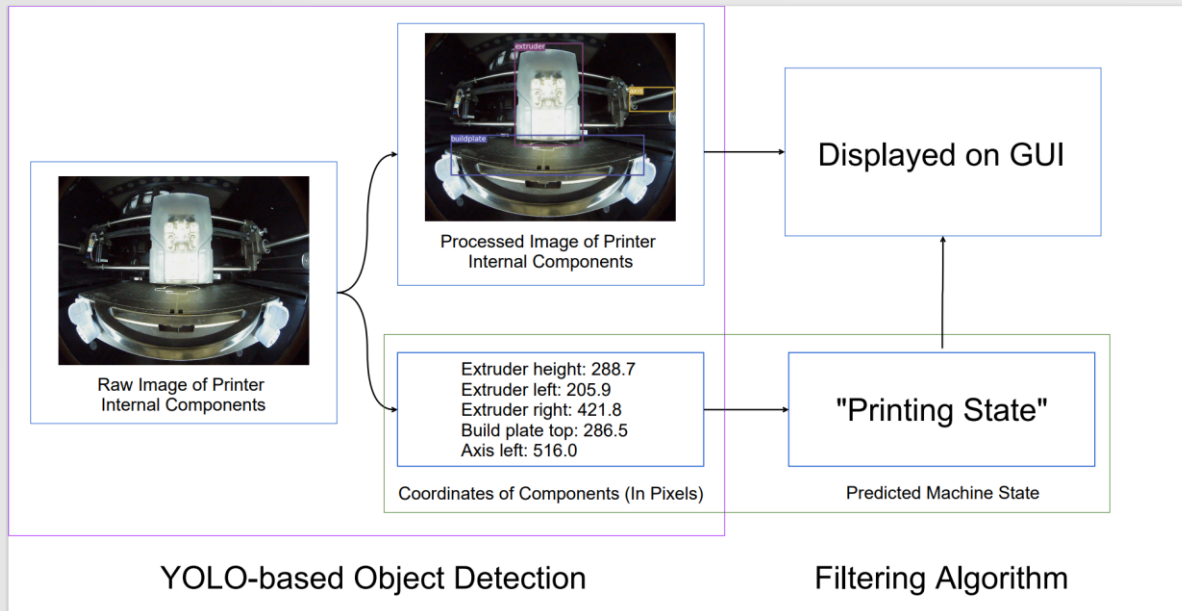 extruder
axis
buildplate
Processed Image of Printer
Internal Components
Displayed on GUI
Raw Image of Printer
Internal Components
Extruder height: 288.7
Extruder left: 205.9
Extruder right: 421.8
Build plate top: 286.5
Axis left: 516.0
Coordinates of Components (In Pixels)
"Printing State"
Predicted Machine State
YOLO-based Object Detection
Filtering Algorithm